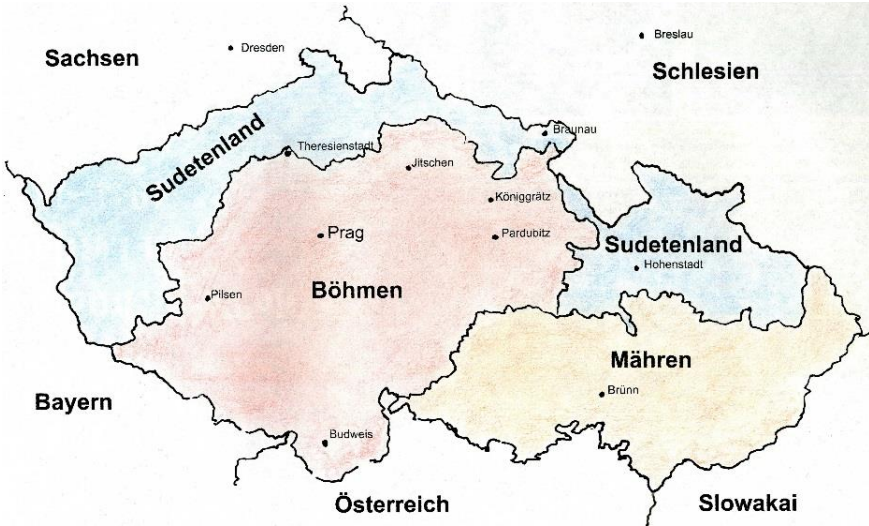 Sachsen
Dresden
Breslau
Schlesien
Sudetenland
Theresienstadt
Braunau
Jitschen
Königgrätz
Prag
Pardubitz
Sudetenland
Hohenstadt
Böhmen
Pilsen
Mähren
Brünn
Bayern
Budweis
Österreich
Slowakai